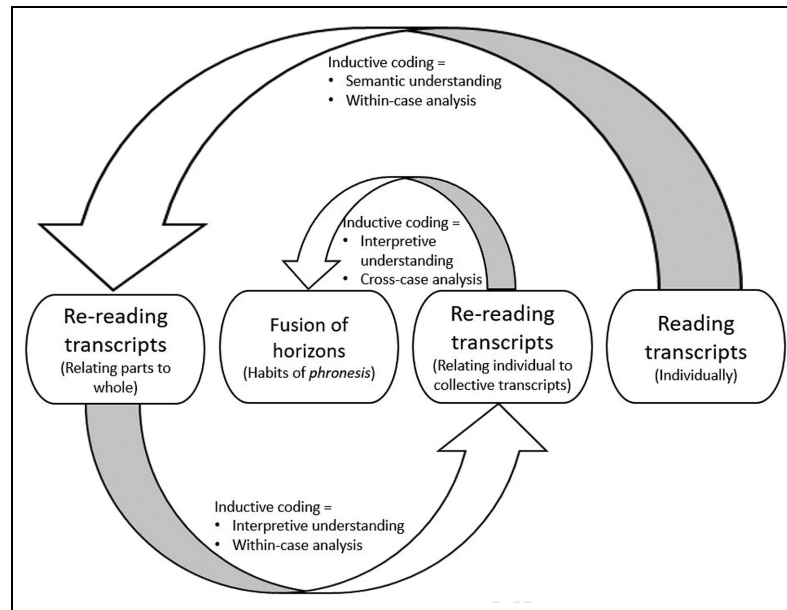 Inductive coding =
• Semantic understanding
• Within-case analysis
Inductive coding =
• Interpretive
understanding
• Cross-case analysis
Re-reading
transcripts
(Relating parts to
whole)
Fusion of
horizons
(Habits of phronesis)
Re-reading
transcripts
(Relating individual to
collective transcripts)
Reading
transcripts
(Individually)
Inductive coding =
• Interpretive understanding
• Within-case analysis